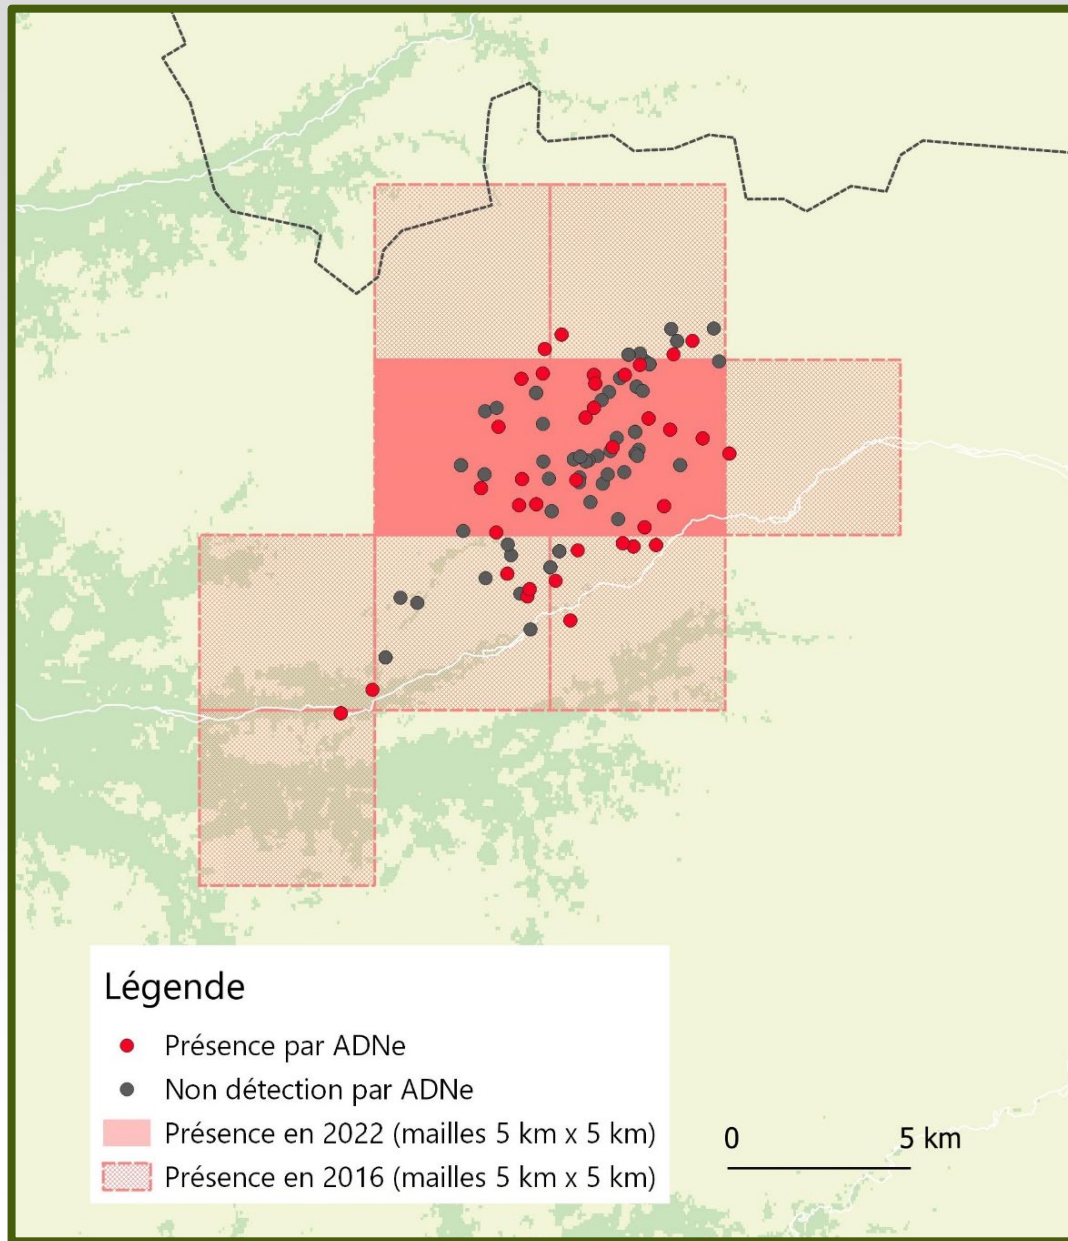 Légende
Présence par ADNe
Non détection par ADNe
Présence en 2022 (mailles 5 km x 5 km)
Présence en 2016 (mailles 5 km x 5 km)
0 5 km